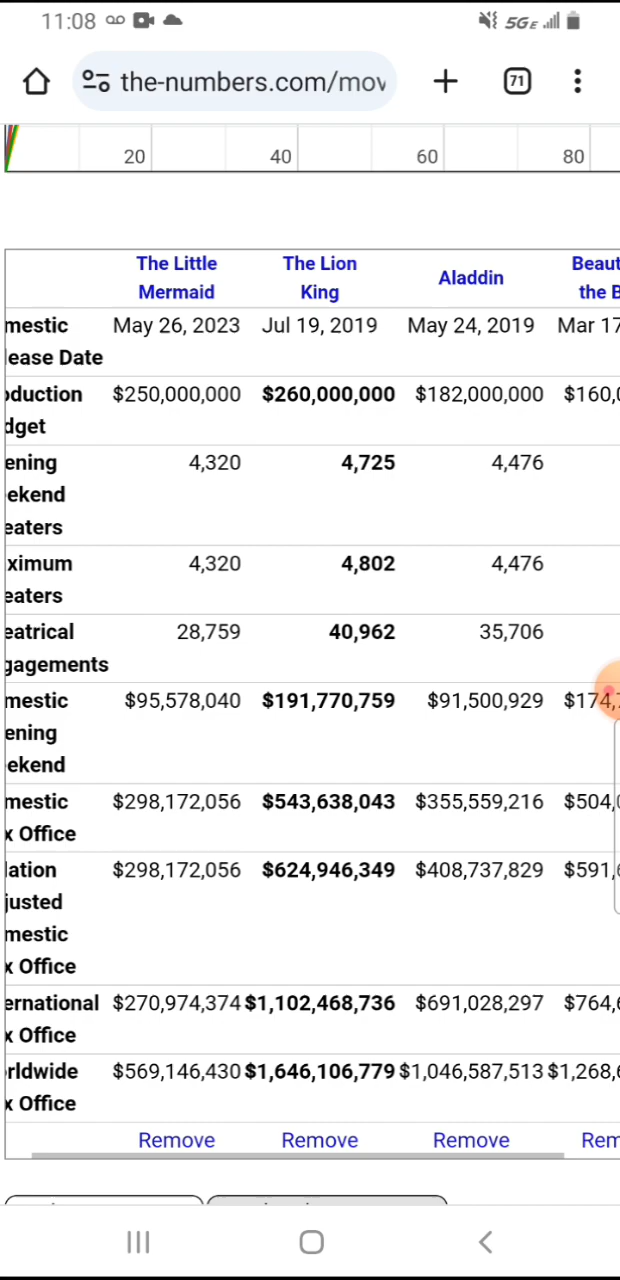 11:08 5GE
the-numbers.com/mov 71
20 40 60 80
The Little The Lion Aladdin Beaut
Mermaid King the B
mestic May 26, 2023 Jul 19, 2019 May 24, 2019 Mar 17
lease Date
oduction $250,000,000 $260,000,000 $182,000,000 $160,0
dget
ening 4,320 4,725 4,476
ekend
eaters
ximum 4,320 4,802 4,476
eaters
eatrical 28,759 40,962 35,706
gagements
mestic $95,578,040 $191,770,759 $91,500,929 $174,7
ening
ekend
mestic $298,172,056 $543,638,043 $355,559,216 $504,0
x Office
lation $298,172,056 $624,946,349 $408,737,829 $591,6
justed
mestic
x Office
ernational $270,974,374 $1,102,468,736 $691,028,297 $764,6
x Office
rldwide $569,146,430 $1,646,106,779 $1,046,587,513 $1,268,6
x Office
Remove Remove Remove Rem